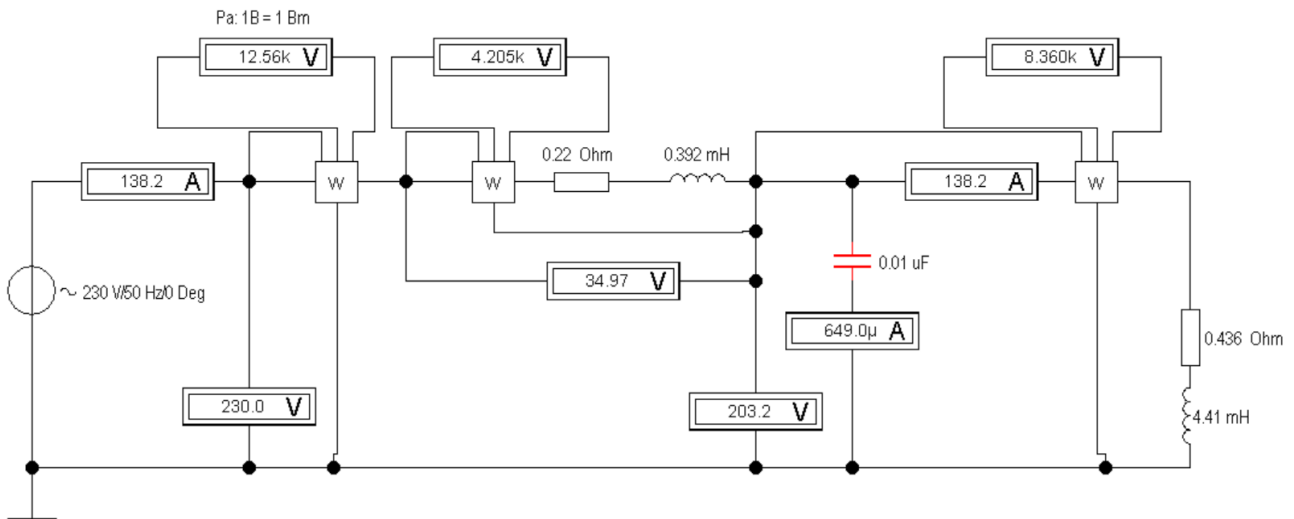 Pa: 1В = 1 Вт
12.56k V
4.205k V
8.360k V
0.22 Ohm
0.392 mH
138.2 A
W
W
138.2 A
W
0.01 uF
34.97 V
~ 230 V/50 Hz/0 Deg
649.0µ A
0.436 Ohm
230.0 V
203.2 V
4.41 mH